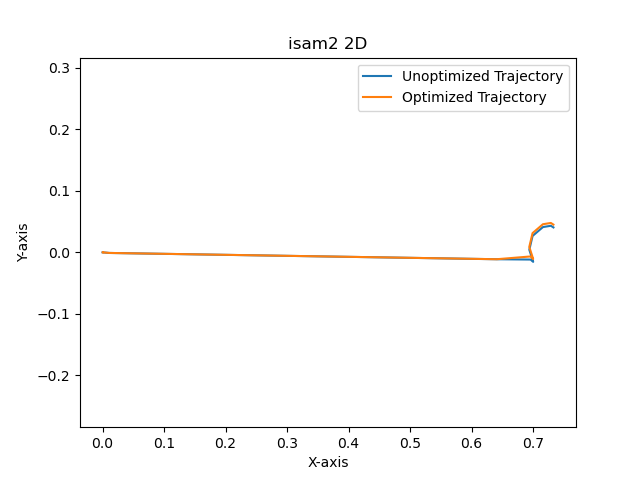 isam2 2D
Unoptimized Trajectory
Optimized Trajectory
0.3
0.2
0.1
0.0
−0.1
−0.2
Y-axis
0.0 0.1 0.2 0.3 0.4 0.5 0.6 0.7
X-axis